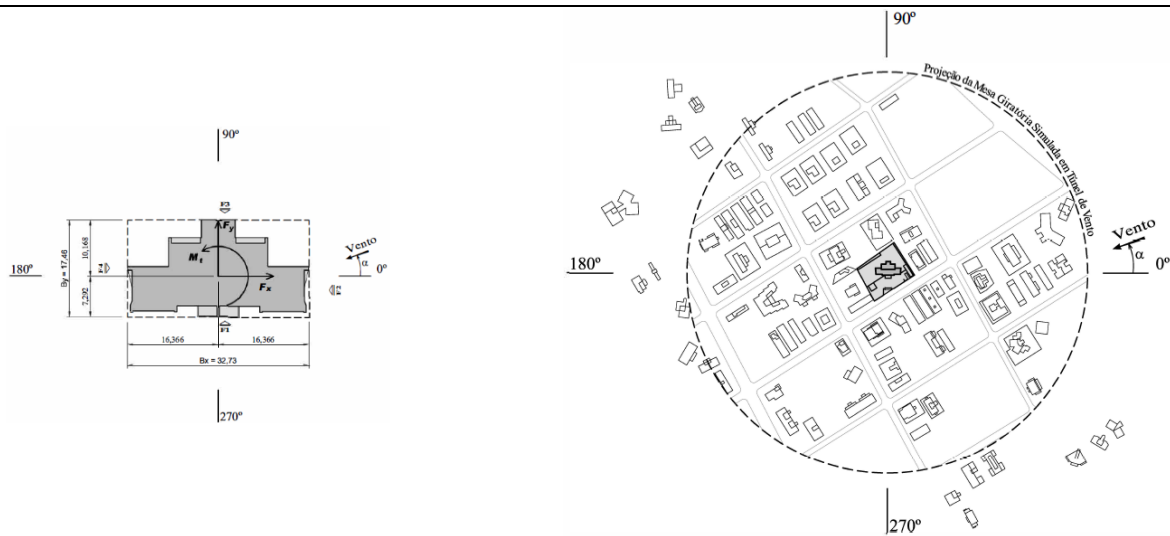 90º
F3
Fy
10,168
By = 17,46
Mt
Vento
α
180º
F4
0º
Fx
F2
7,292
F1
16,366
16,366
Bx = 32,73
270º
90º
Projeção da Mesa Giratória Simulada em Túnel de Vento
Vento
α
180º
0º
270º